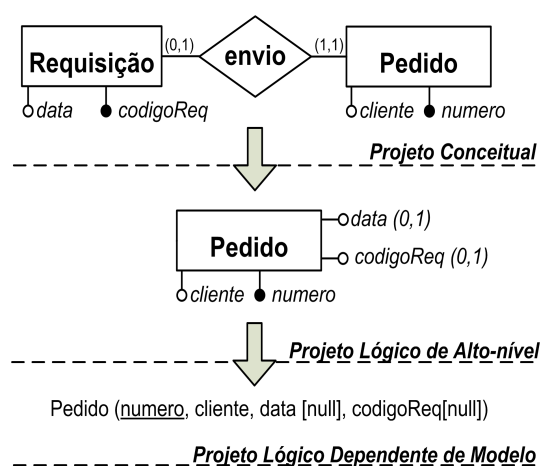 Requisição (0,1) envio (1,1) Pedido
data codigoReq cliente numero
Projeto Conceitual
data (0,1)
Pedido
codigoReq (0,1)
cliente numero
Projeto Lógico de Alto-nível
Pedido (numero, cliente, data [null], codigoReq[null])
Projeto Lógico Dependente de Modelo